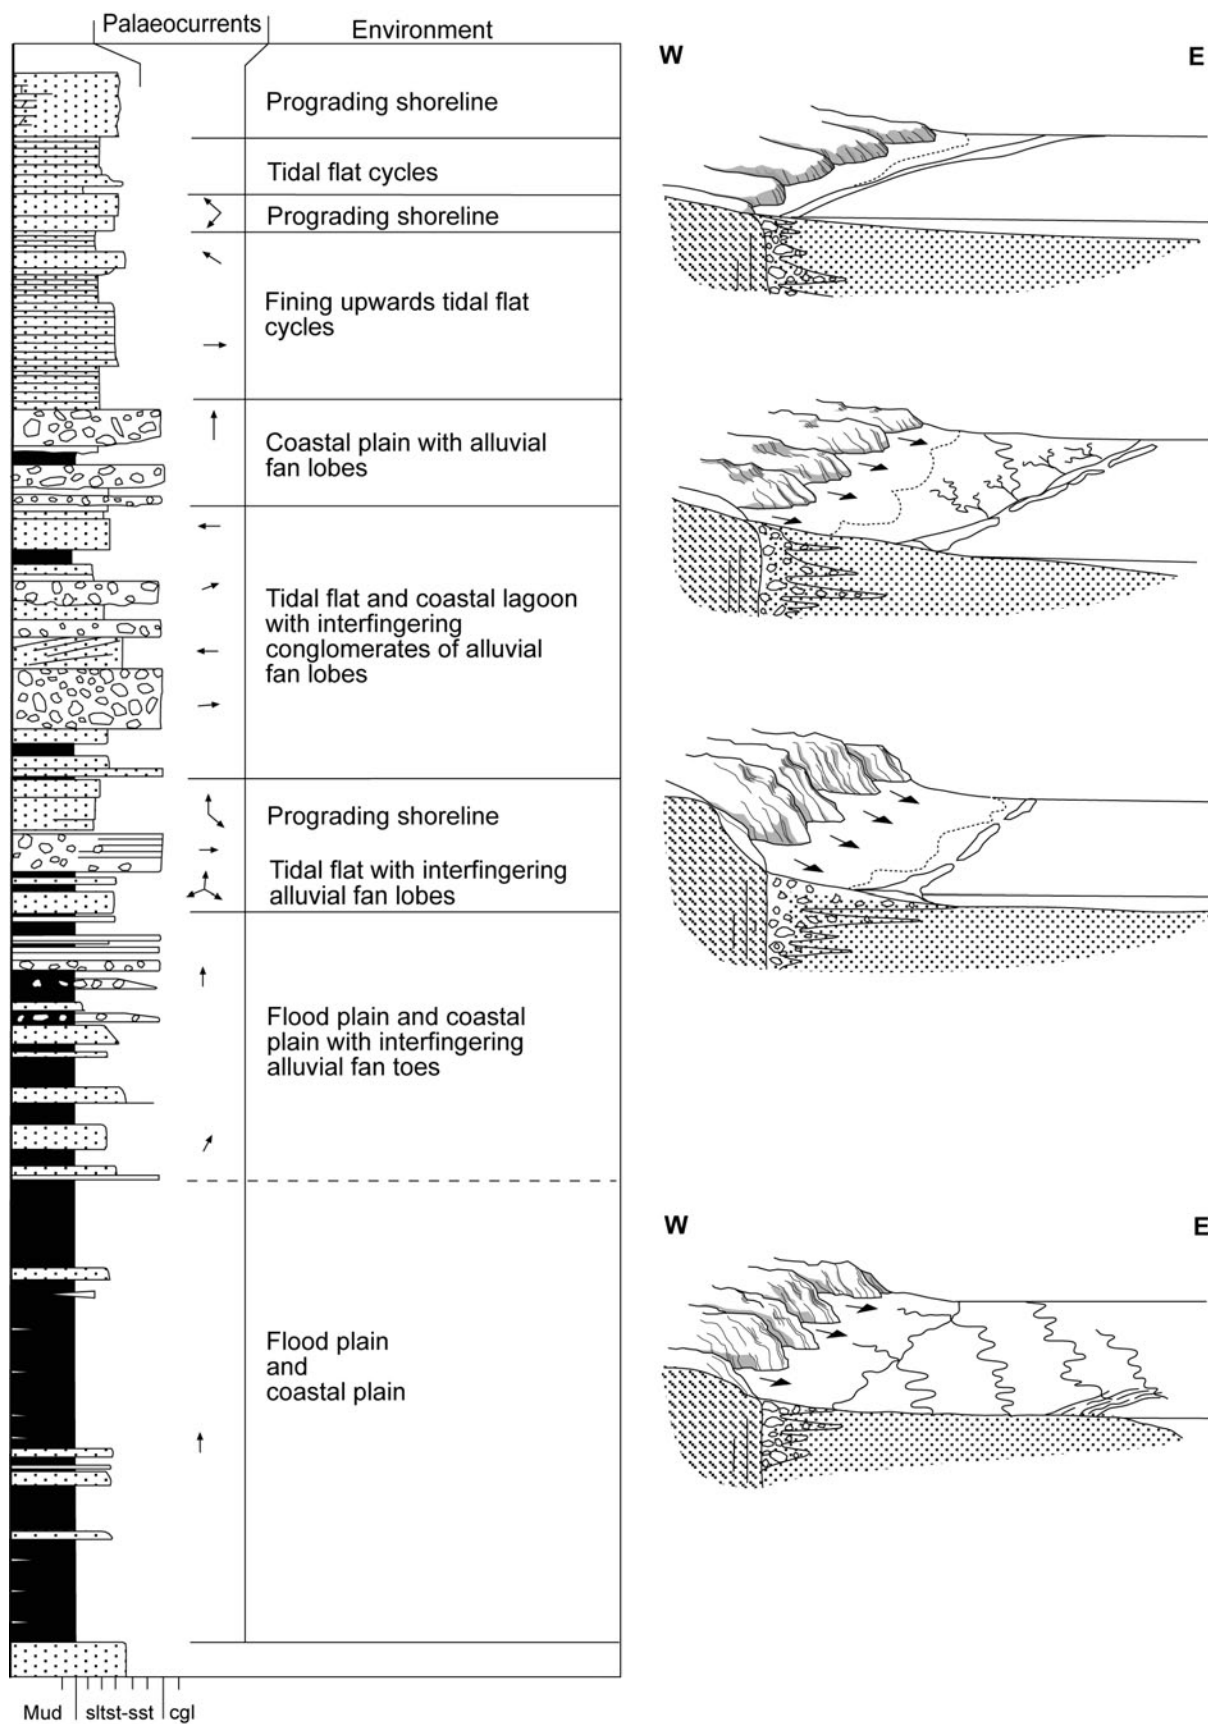 Palaeocurrents
Environment
W
E
Prograding shoreline
Tidal flat cycles
Prograding shoreline
Fining upwards tidal flat
cycles
Coastal plain with alluvial
fan lobes
Tidal flat and coastal lagoon
with interfingering
conglomerates of alluvial
fan lobes
Prograding shoreline
Tidal flat with interfingering
alluvial fan lobes
Flood plain and coastal
plain with interfingering
alluvial fan toes
W
E
Flood plain
and
coastal plain
Mud
sltst-sst
cgl